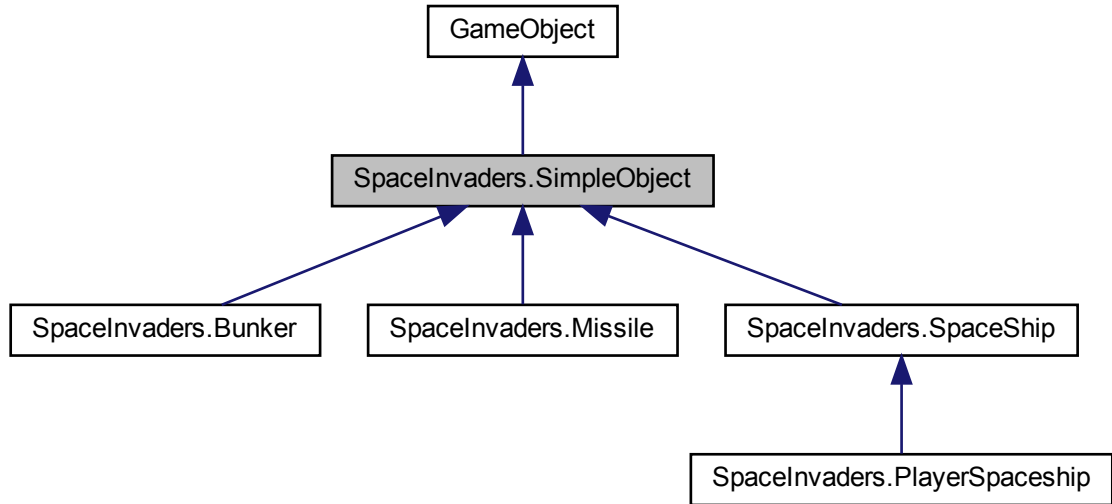 GameObject
SpaceInvaders.SimpleObject
SpaceInvaders.Bunker
SpaceInvaders.Missile
SpaceInvaders.SpaceShip
SpaceInvaders.PlayerSpaceship